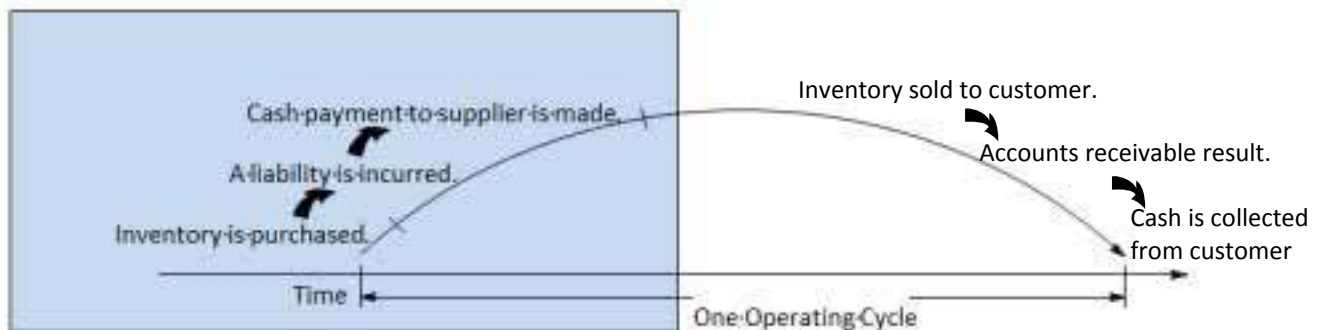 Inventory sold to customer.
Cash payment to supplier is made.
Accounts receivable result.
A liability is incurred.
Cash is collected
from customer
Inventory is purchased.
Time
One Operating Cycle